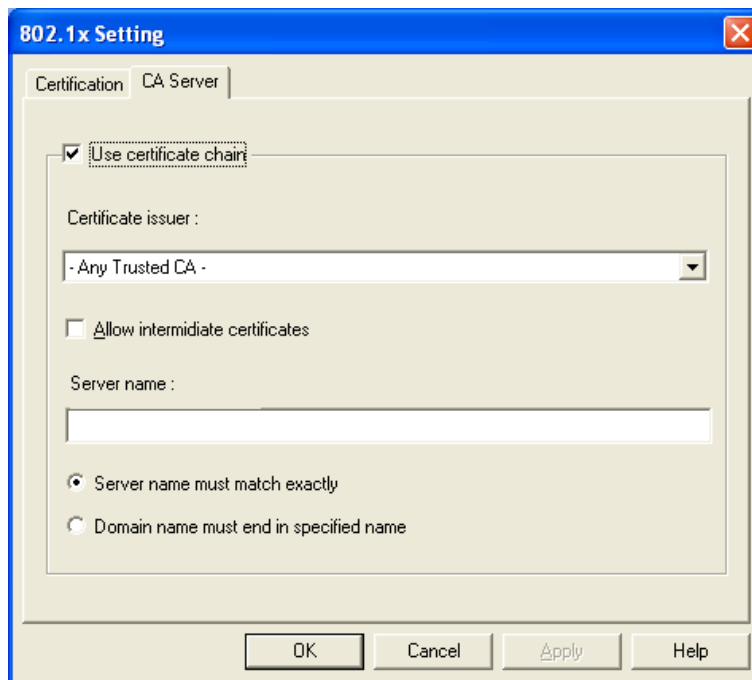 802.1x Setting
Certification CA Server
Use certificate chain
Certificate issuer :
- Any Trusted CA -
Allow intermidiate certificates
Server name :
Server name must match exactly
Domain name must end in specified name
OK Cancel Apply Help